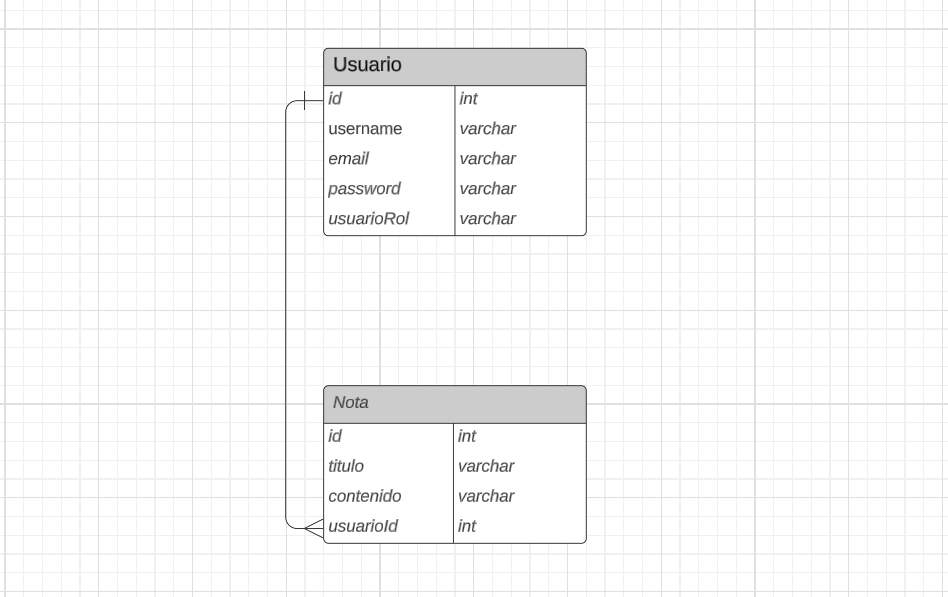 Usuario
id int
username varchar
email varchar
password varchar
usuarioRol varchar
Nota
id int
titulo varchar
contenido varchar
usuarioId int